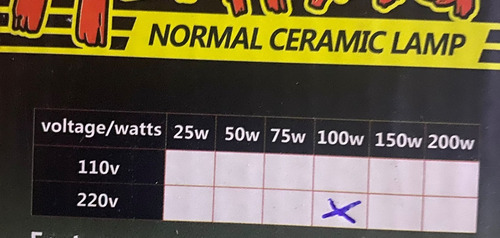 NORMAL CERAMIC LAMP
voltage/watts 25w 50w 75w 100w 150w 200w
110v
220v X